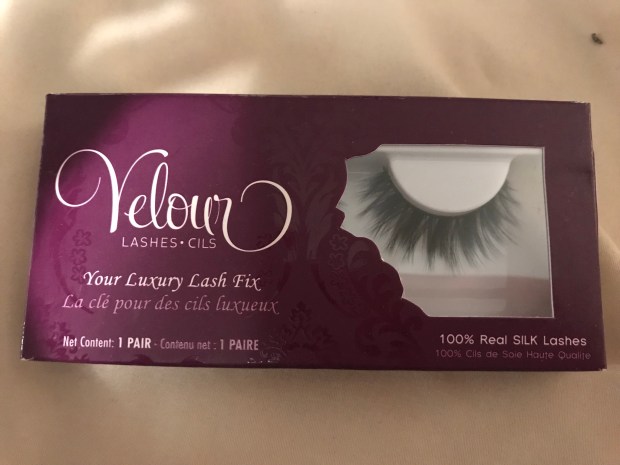 Velour
LASHES • CILS
Your Luxury Lash Fix
La clé pour des cils luxueux
Net Content: 1 PAIR - Contenu net : 1 PAIRE
100% Real SILK Lashes
100% Cils de Soie Haute Qualité